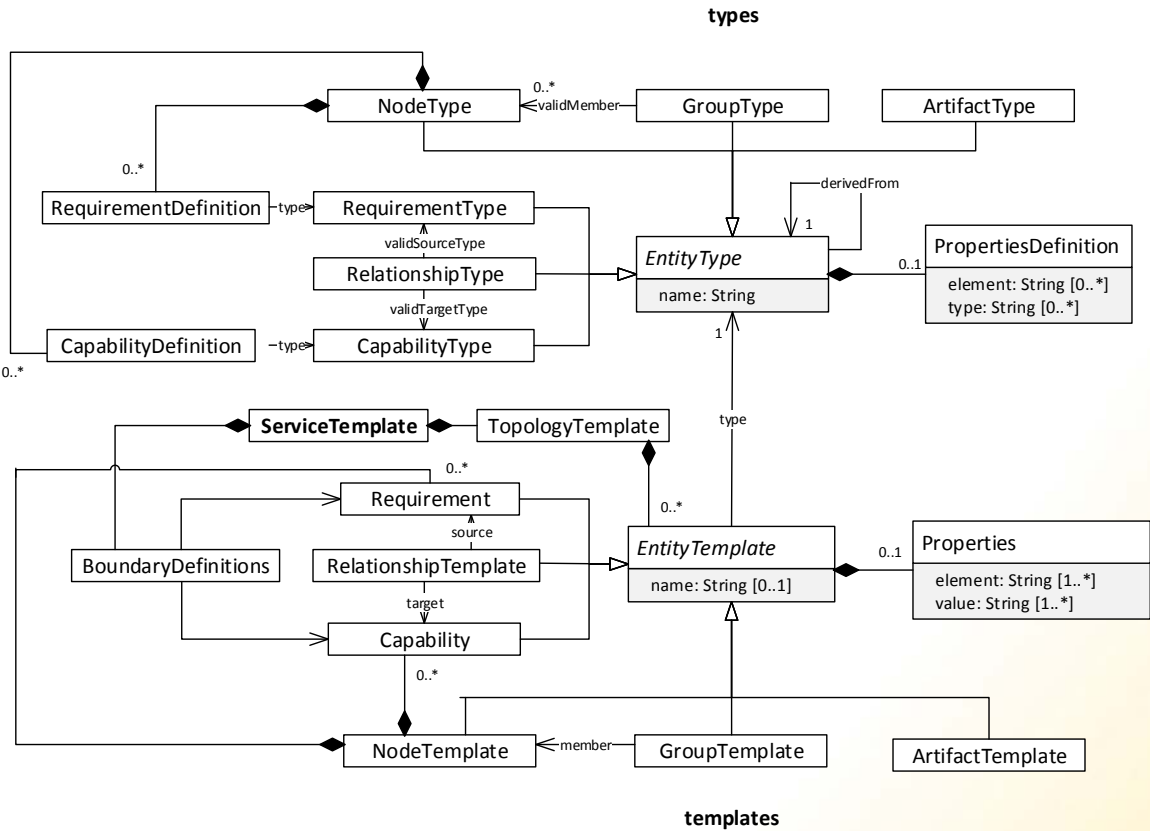 types
0..*
NodeType
validMember
GroupType
ArtifactType
0..*
derivedFrom
RequirementDefinition
type
RequirementType
1
validSourceType
EntityType
PropertiesDefinition
RelationshipType
0..1
name: String
element: String [0..*]
type: String [0..*]
validTargetType
1
CapabilityDefinition
type
CapabilityType
0..*
type
ServiceTemplate
TopologyTemplate
0..*
Requirement
0..*
source
EntityTemplate
Properties
0..1
BoundaryDefinitions
RelationshipTemplate
name: String [0..1]
element: String [1..*]
value: String [1..*]
target
Capability
0..*
NodeTemplate
member
GroupTemplate
ArtifactTemplate
templates